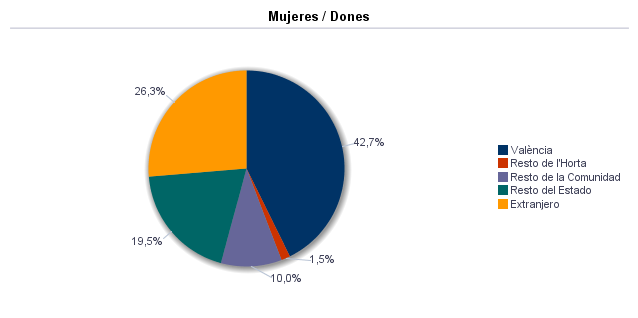 Mujeres / Dones
26,3%
42,7%
19,5%
1,5%
10,0%
València
Resto de l'Horta
Resto de la Comunidad
Resto del Estado
Extranjero